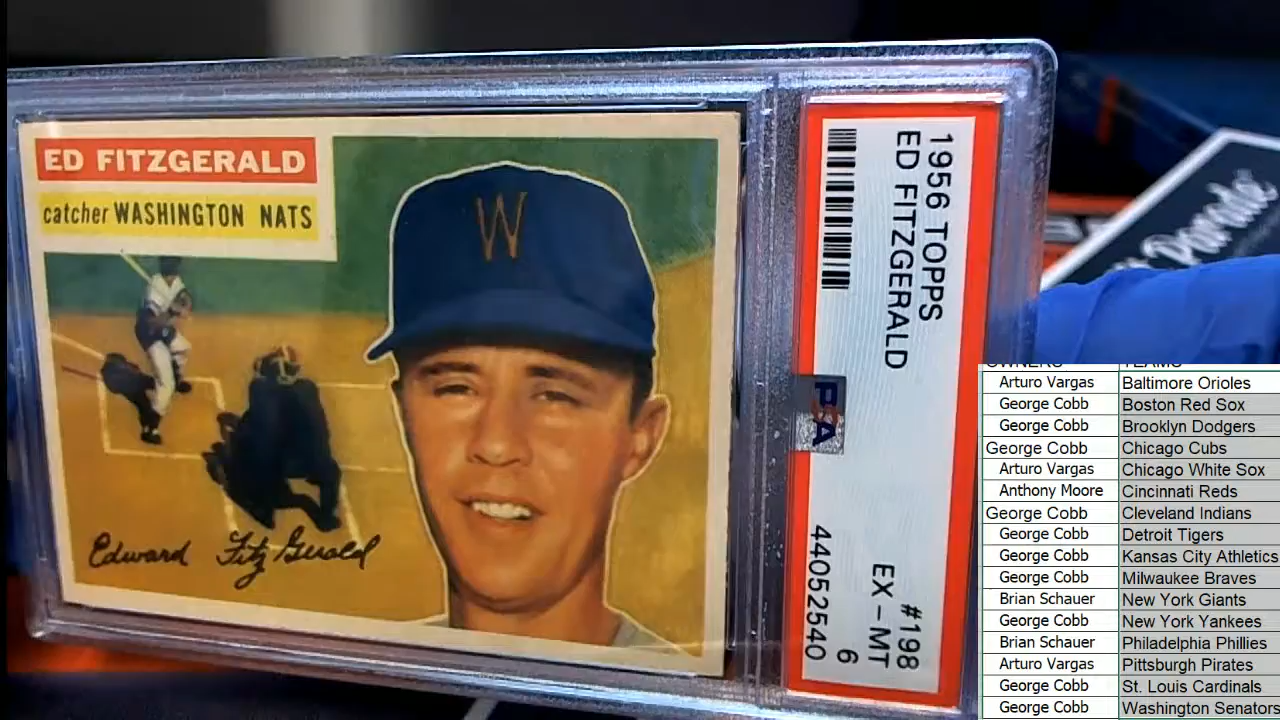 ED FITZGERALD
catcher WASHINGTON NATS
W
Edward FitzGerald
1956 TOPPS
ED FITZGERALD
#198
EX-MT
6
44052540
PSA
OWNERS TEAMS
Arturo Vargas Baltimore Orioles
George Cobb Boston Red Sox
George Cobb Brooklyn Dodgers
George Cobb Chicago Cubs
Arturo Vargas Chicago White Sox
Anthony Moore Cincinnati Reds
George Cobb Cleveland Indians
George Cobb Detroit Tigers
George Cobb Kansas City Athletics
George Cobb Milwaukee Braves
Brian Schauer New York Giants
George Cobb New York Yankees
Brian Schauer Philadelphia Phillies
Arturo Vargas Pittsburgh Pirates
George Cobb St. Louis Cardinals
George Cobb Washington Senators